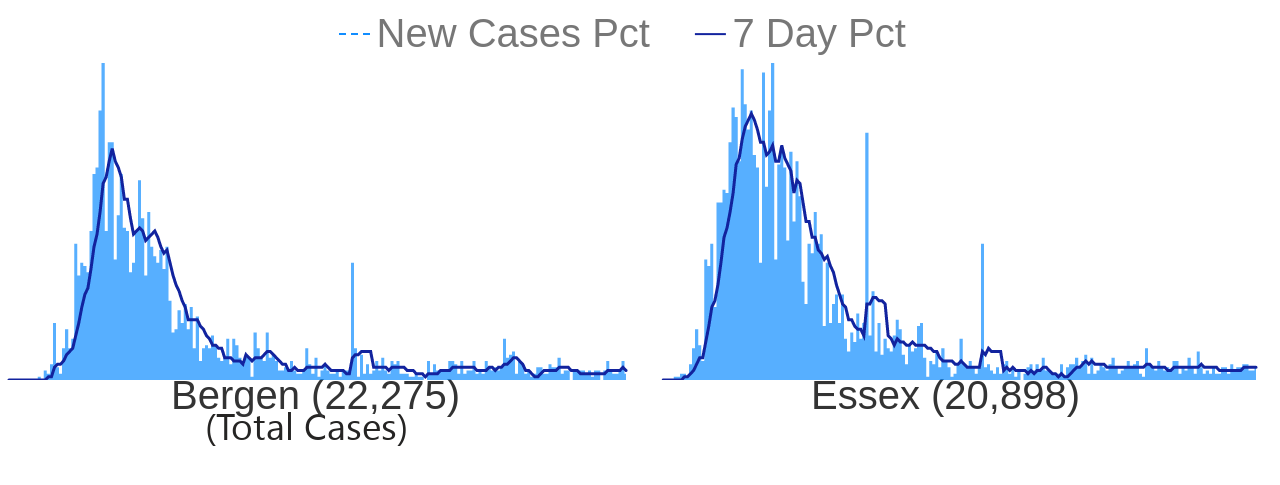 New Cases Pct 7 Day Pct
Bergen (22,275) Essex (20,898)
(Total Cases)